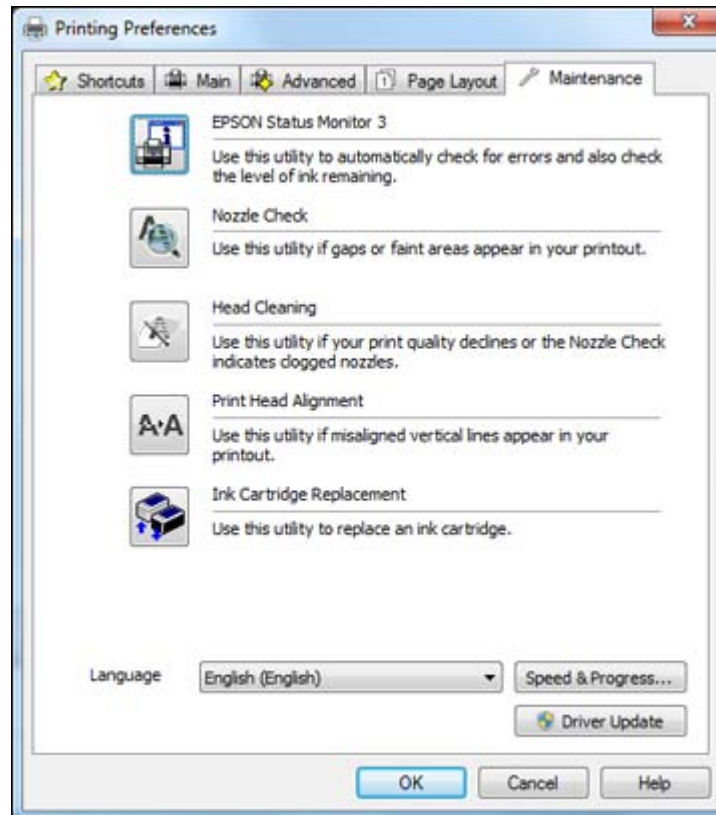 Printing Preferences
Shortcuts
Main
Advanced
1
Page Layout
Maintenance
i
EPSON Status Monitor 3
Use this utility to automatically check for errors and also check
the level of ink remaining.
Nozzle Check
Use this utility if gaps or faint areas appear in your printout.
Head Cleaning
Use this utility if your print quality declines or the Nozzle Check
indicates clogged nozzles.
Print Head Alignment
A•A
Use this utility if misaligned vertical lines appear in your
printout.
Ink Cartridge Replacement
Use this utility to replace an ink cartridge.
Language
English (English)
Speed & Progress...
Driver Update
OK
Cancel
Help